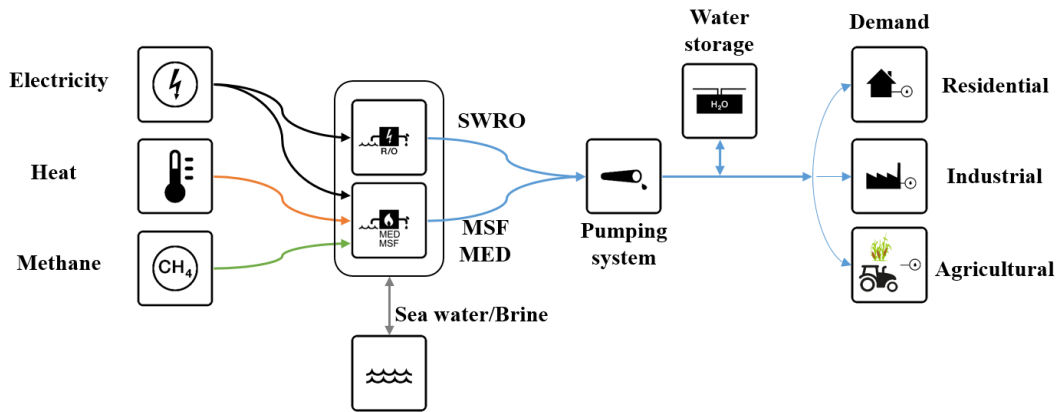 Electricity
Heat
Methane
CH4
R/O
MED
MSF
SWRO
MSF
MED
Sea water/Brine
Pumping
system
Water
storage
H2O
Demand
Residential
Industrial
Agricultural